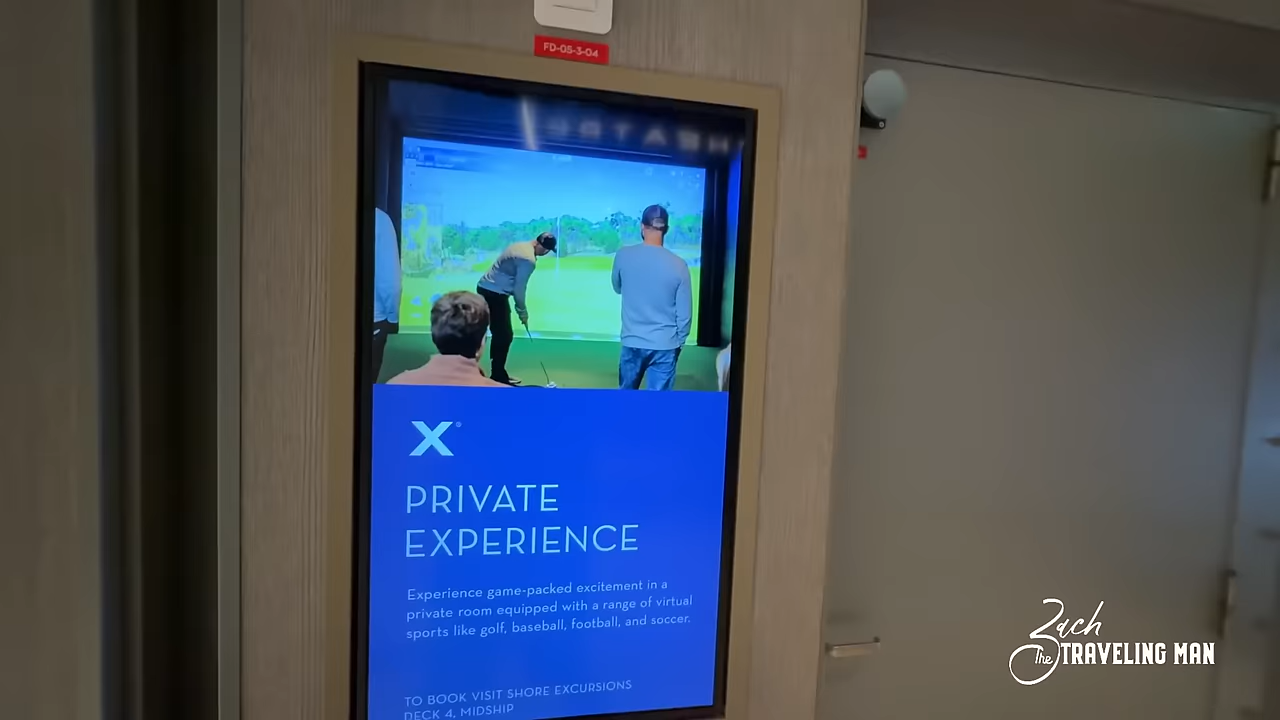 FD-05-3-04
X
PRIVATE
EXPERIENCE
Experience game-packed excitement in a
private room equipped with a range of virtual
sports like golf, baseball, football, and soccer.
TO BOOK VISIT SHORE EXCURSIONS
DECK 4, MIDSHIP
Zach
The TRAVELING MAN